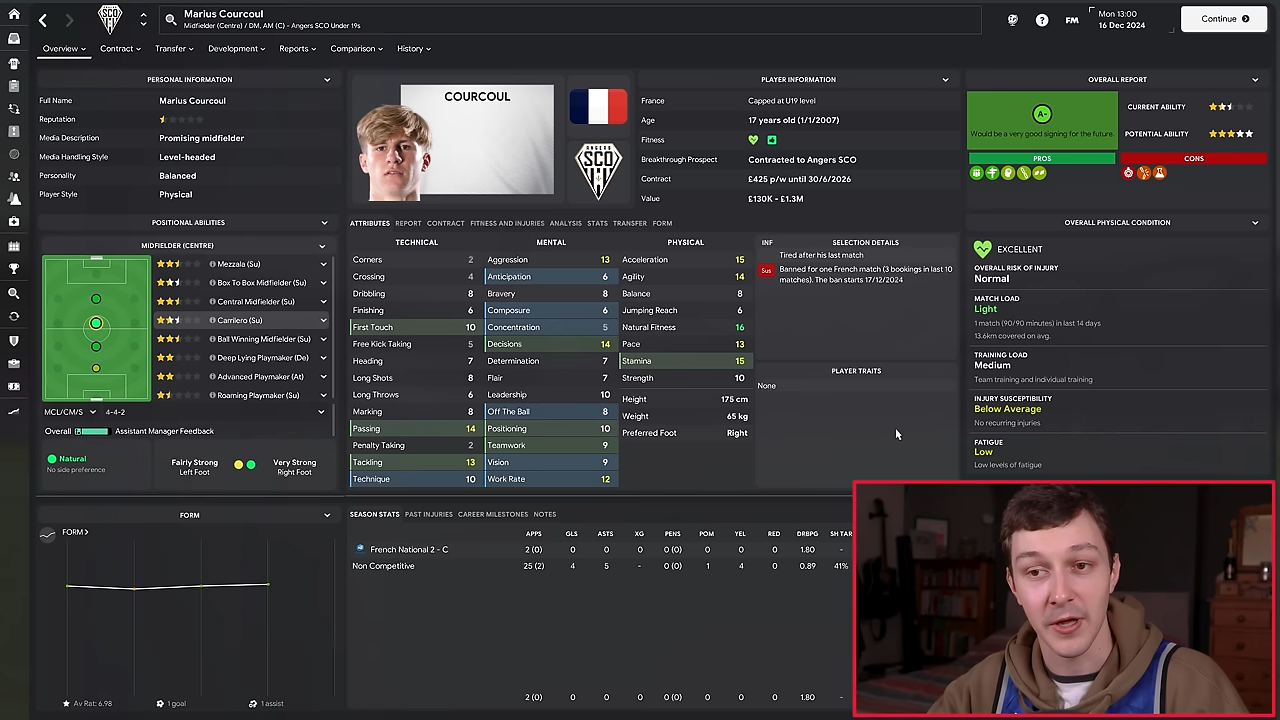 Marius Courcoul
Midfielder (Centre) / DM, AM (C) - Angers SCO Under 19s
FM
Mon 13:00
16 Dec 2024
Continue
Overview
Contract
Transfer
Development
Reports
Comparison
History
PERSONAL INFORMATION
Full Name Marius Courcoul
Reputation
Media Description Promising midfielder
Media Handling Style Level-headed
Personality Balanced
Player Style Physical
POSITIONAL ABILITIES
MIDFIELDER (CENTRE)
Mezzala (Su)
Box To Box Midfielder (Su)
Central Midfielder (Su)
Carrilero (Su)
Ball Winning Midfielder (Su)
Deep Lying Playmaker (De)
Advanced Playmaker (At)
Roaming Playmaker (Su)
MCL/CM/S 4-4-2
Overall Assistant Manager Feedback
Natural
No side preference
Fairly Strong
Left Foot
Very Strong
Right Foot
FORM
FORM
Av Rat: 6.98
1 goal
1 assist
COURCOUL
ANGERS
SCO
PLAYER INFORMATION
France Capped at U19 level
Age 17 years old (1/1/2007)
Fitness
Breakthrough Prospect Contracted to Angers SCO
Contract £425 p/w until 30/6/2026
Value £130K - £1.3M
ATTRIBUTES REPORT CONTRACT FITNESS AND INJURIES ANALYSIS STATS TRANSFER FORM
TECHNICAL
Corners 2
Crossing 4
Dribbling 8
Finishing 6
First Touch 10
Free Kick Taking 5
Heading 7
Long Shots 8
Long Throws 6
Marking 8
Passing 14
Penalty Taking 2
Tackling 13
Technique 10
MENTAL
Aggression 13
Anticipation 6
Bravery 8
Composure 6
Concentration 5
Decisions 14
Determination 7
Flair 7
Leadership 10
Off The Ball 8
Positioning 10
Teamwork 9
Vision 9
Work Rate 12
PHYSICAL
Acceleration 15
Agility 14
Balance 8
Jumping Reach 6
Natural Fitness 16
Pace 13
Stamina 15
Strength 10
Height 175 cm
Weight 65 kg
Preferred Foot Right
INF SELECTION DETAILS
Tired after his last match
Sus Banned for one French match (3 bookings in last 10
matches). The ban starts 17/12/2024
PLAYER TRAITS
None
OVERALL REPORT
A-
Would be a very good signing for the future.
CURRENT ABILITY
POTENTIAL ABILITY
PROS
CONS
OVERALL PHYSICAL CONDITION
EXCELLENT
OVERALL RISK OF INJURY
Normal
MATCH LOAD
Light
1 match (90/90 minutes) in last 14 days
13.6km covered on avg.
TRAINING LOAD
Medium
Team training and individual training
INJURY SUSCEPTIBILITY
Below Average
No recurring injuries
FATIGUE
Low
Low levels of fatigue
SEASON STATS PAST INJURIES CAREER MILESTONES NOTES
APPS GLS ASTS XG PENS POM YEL RED DRBPG SH TAR
French National 2 - C 2 (0) 0 0 0 0 (0) 0 0 0 1.80 -
Non Competitive 25 (2) 4 5 - 0 (0) 1 4 0 0.89 41%
2 (0) 0 0 0 0 (0) 0 0 0 1.80 -